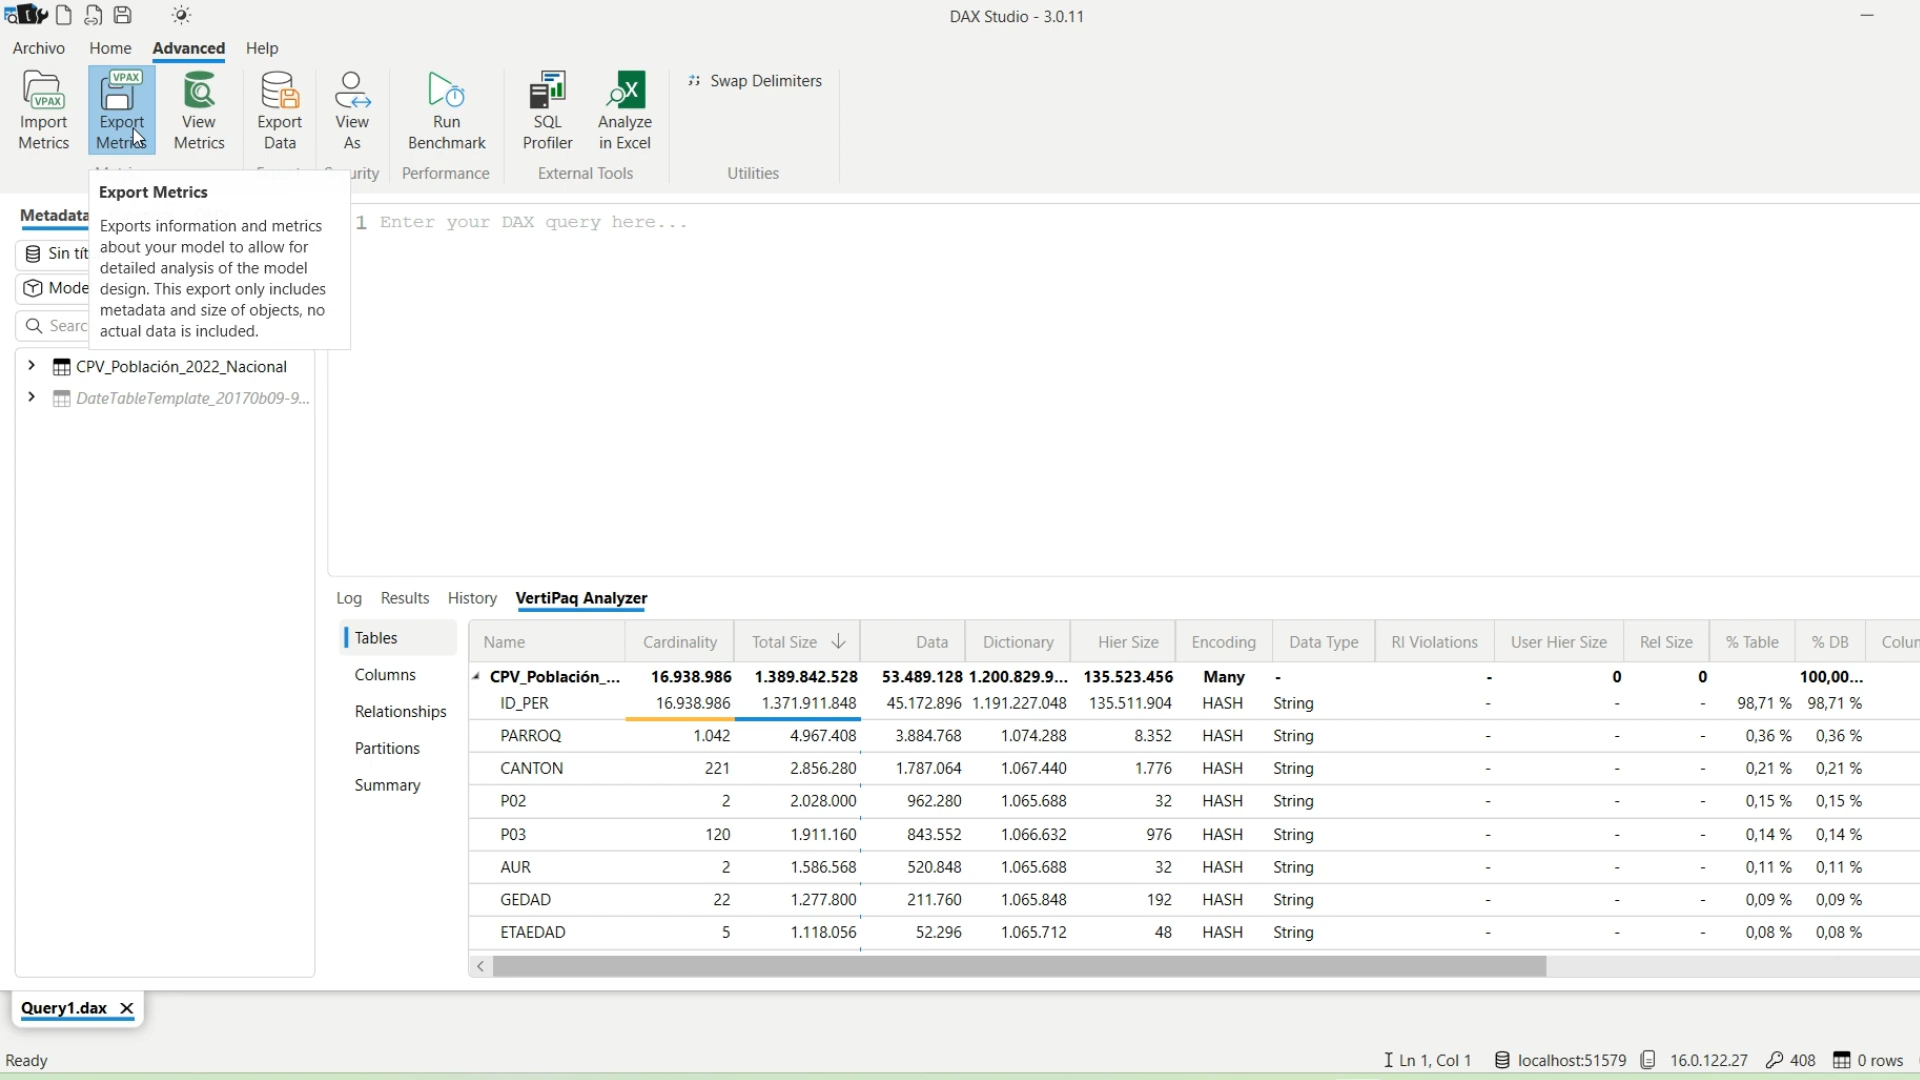 DAX Studio - 3.0.11
Archivo Home Advanced Help
Import Metrics
VPAX
Export Metrics
VPAX
View Metrics
Export Data
View As
Run Benchmark
SQL Profiler
Analyze in Excel
Swap Delimiters
Performance
External Tools
Utilities
Export Metrics
Exports information and metrics
about your model to allow for
detailed analysis of the model
design. This export only includes
metadata and size of objects, no
actual data is included.
Metadata
Sin tít
Mode
Searc
CPV_Población_2022_Nacional
DateTableTemplate_20170b09-9...
1 Enter your DAX query here...
Log Results History VertiPaq Analyzer
Tables
Columns
Relationships
Partitions
Summary
Name Cardinality Total Size Data Dictionary Hier Size Encoding Data Type RI Violations User Hier Size Rel Size % Table % DB Colun
CPV_Población_... 16.938.986 1.389.842.528 53.489.128 1.200.829.9... 135.523.456 Many - - 0 0 100,00...
ID_PER 16.938.986 1.371.911.848 45.172.896 1.191.227.048 135.511.904 HASH String - - - 98,71 % 98,71 %
PARROQ 1.042 4.967.408 3.884.768 1.074.288 8.352 HASH String - - - 0,36 % 0,36 %
CANTON 221 2.856.280 1.787.064 1.067.440 1.776 HASH String - - - 0,21 % 0,21 %
P02 2 2.028.000 962.280 1.065.688 32 HASH String - - - 0,15 % 0,15 %
P03 120 1.911.160 843.552 1.066.632 976 HASH String - - - 0,14 % 0,14 %
AUR 2 1.586.568 520.848 1.065.688 32 HASH String - - - 0,11 % 0,11 %
GEDAD 22 1.277.800 211.760 1.065.848 192 HASH String - - - 0,09 % 0,09 %
ETAEDAD 5 1.118.056 52.296 1.065.712 48 HASH String - - - 0,08 % 0,08 %
Query1.dax
Ready Ln 1, Col 1 localhost:51579 16.0.122.27 408 0 rows